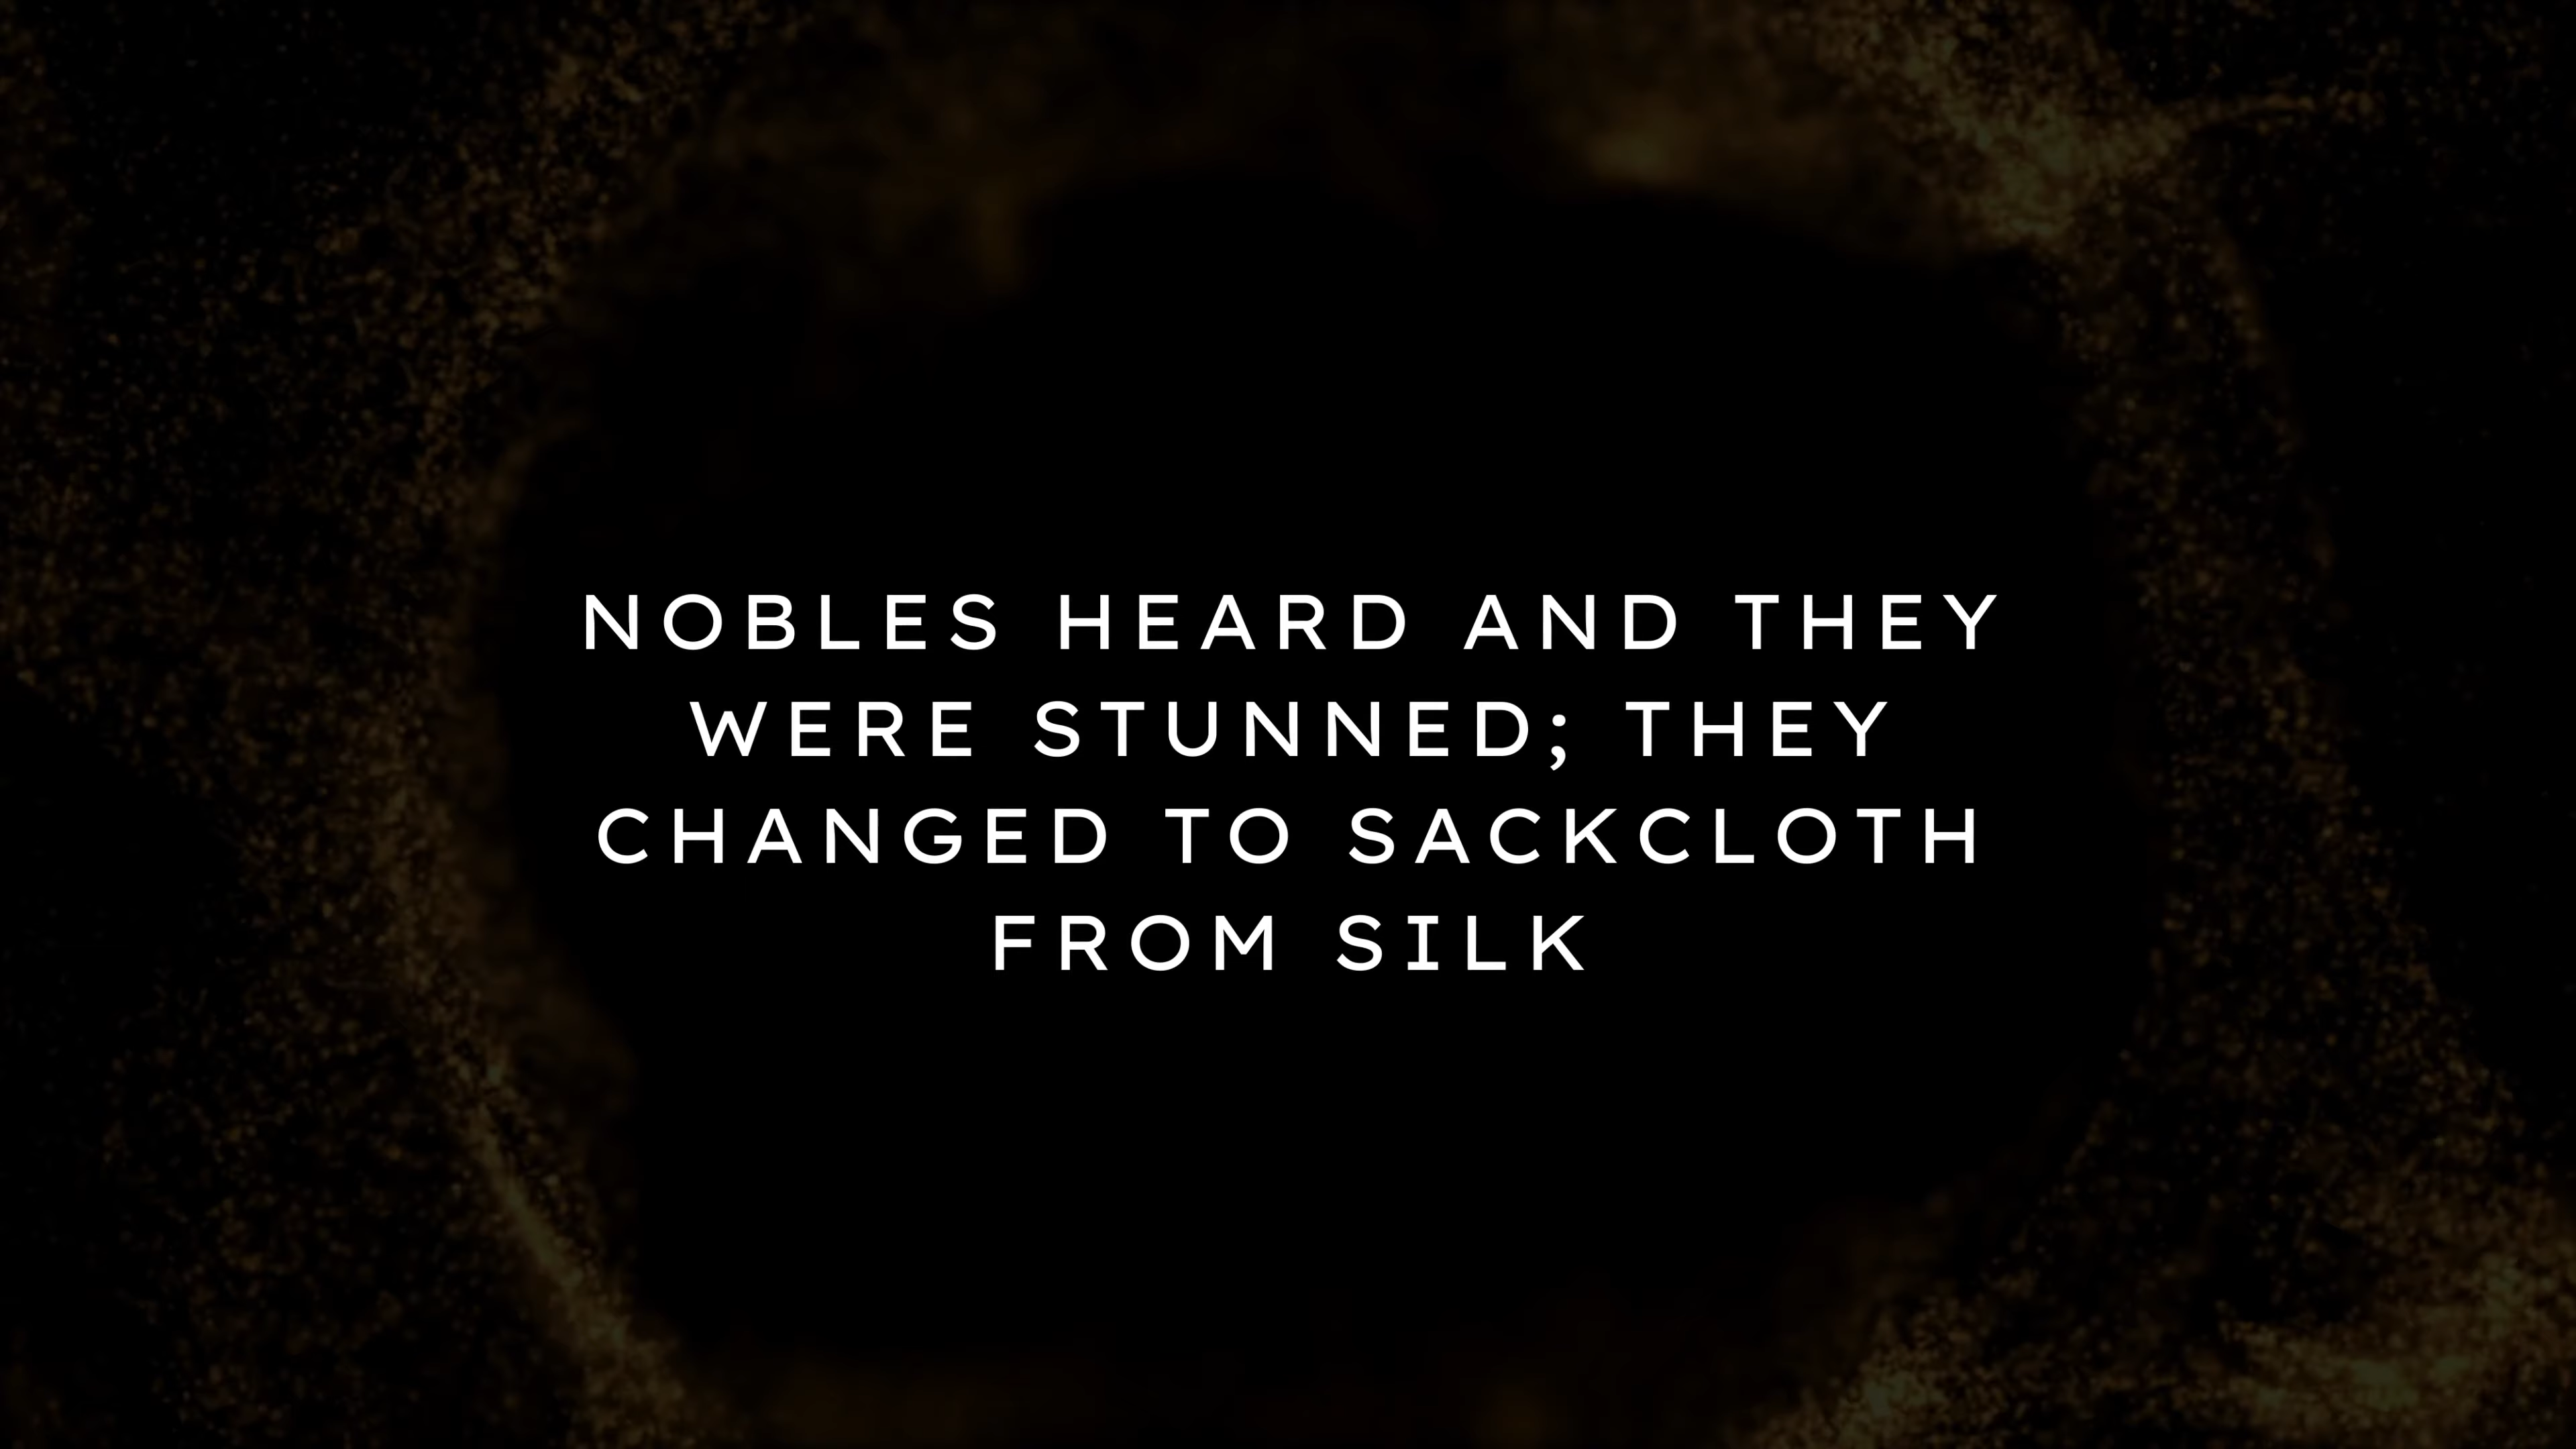 NOBLES HEARD AND THEY
WERE STUNNED; THEY
CHANGED TO SACKCLOTH
FROM SILK